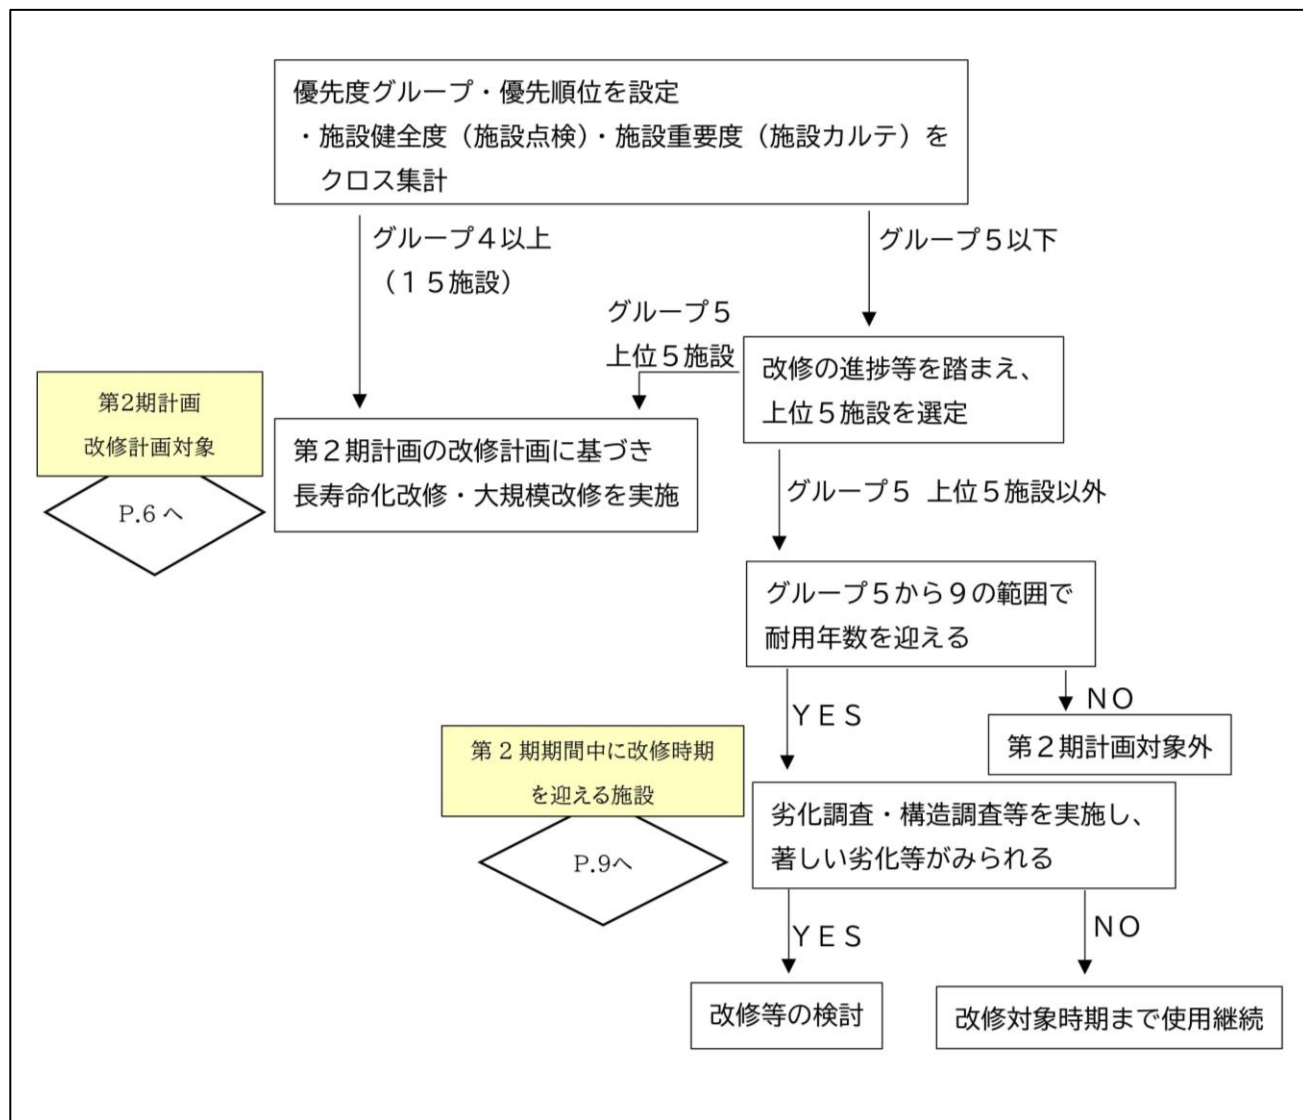 優先度グループ・優先順位を設定
・施設健全度（施設点検）・施設重要度（施設カルテ）を
クロス集計
グループ４以上
（１５施設）
グループ５以下
グループ５
上位５施設
改修の進捗等を踏まえ、
上位５施設を選定
第2期計画
改修計画対象
P.6 へ
第２期計画の改修計画に基づき
長寿命化改修・大規模改修を実施
グループ５ 上位５施設以外
グループ５から９の範囲で
耐用年数を迎える
ＹＥＳ
ＮＯ
第２期計画対象外
第 2 期期間中に改修時期
を迎える施設
P.9へ
劣化調査・構造調査等を実施し、
著しい劣化等がみられる
ＹＥＳ
ＮＯ
改修等の検討
改修対象時期まで使用継続